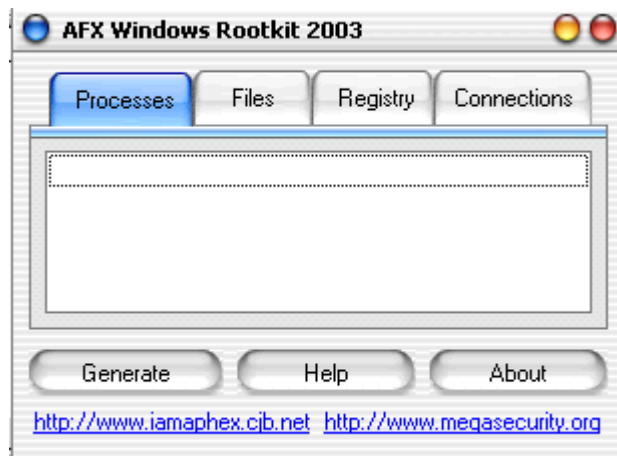 AFX Windows Rootkit 2003
Processes Files Registry Connections
Generate Help About
http://www.iamaphex.cjb.net http://www.megasecurity.org